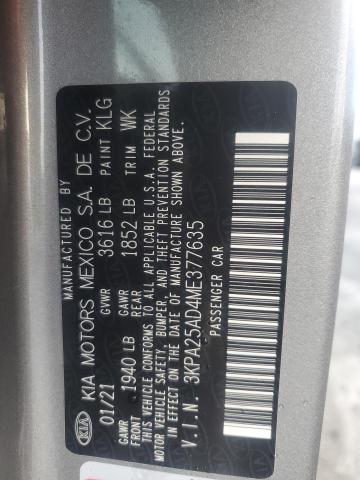 MANUFACTURED BY
KIA KIA MOTORS MEXICO S.A. DE C.V.
01/21 GVWR 3616 LB PAINT KLG
GAWR FRONT 1940 LB GAWR REAR 1852 LB TRIM WK
THIS VEHICLE CONFORMS TO ALL APPLICABLE U.S.A. FEDERAL
MOTOR VEHICLE SAFETY, BUMPER, AND THEFT PREVENTION STANDARDS
IN EFFECT ON THE DATE OF MANUFACTURE SHOWN ABOVE.
V.I.N. 3KPA25AD4ME377635
PASSENGER CAR